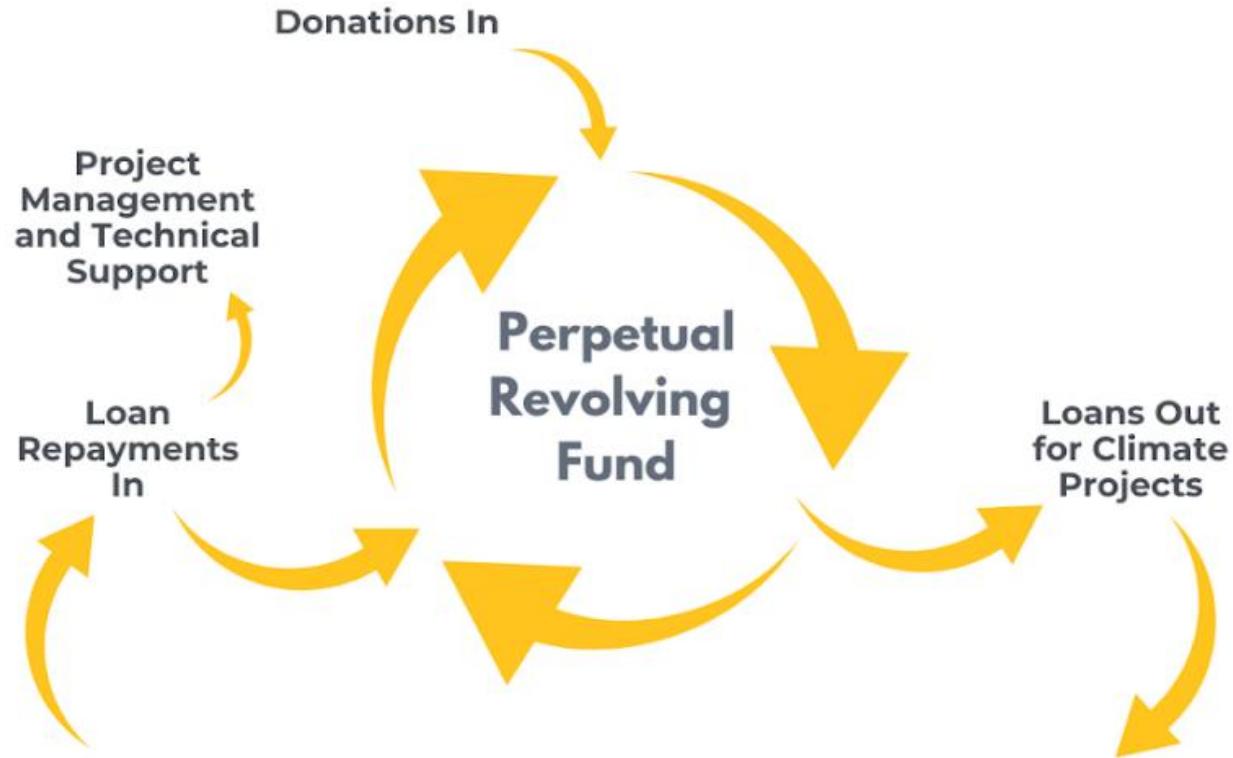 Donations In
Project
Management
and Technical
Support
Perpetual
Revolving
Fund
Loan
Repayments
In
Loans Out
for Climate
Projects